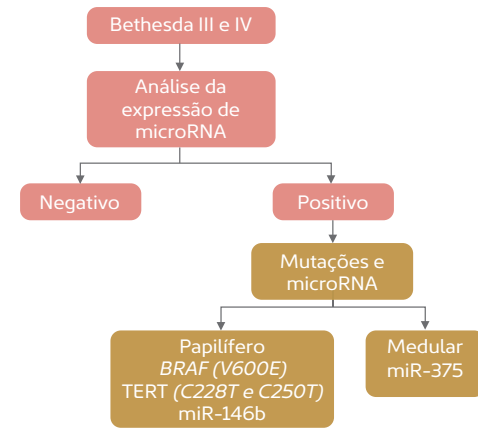 Bethesda III e IV
Análise da
expressão de
microRNA
Negativo
Positivo
Mutações e
microRNA
Papilífero
BRAF (V600E)
TERT (C228T e C250T)
miR-146b
Medular
miR-375